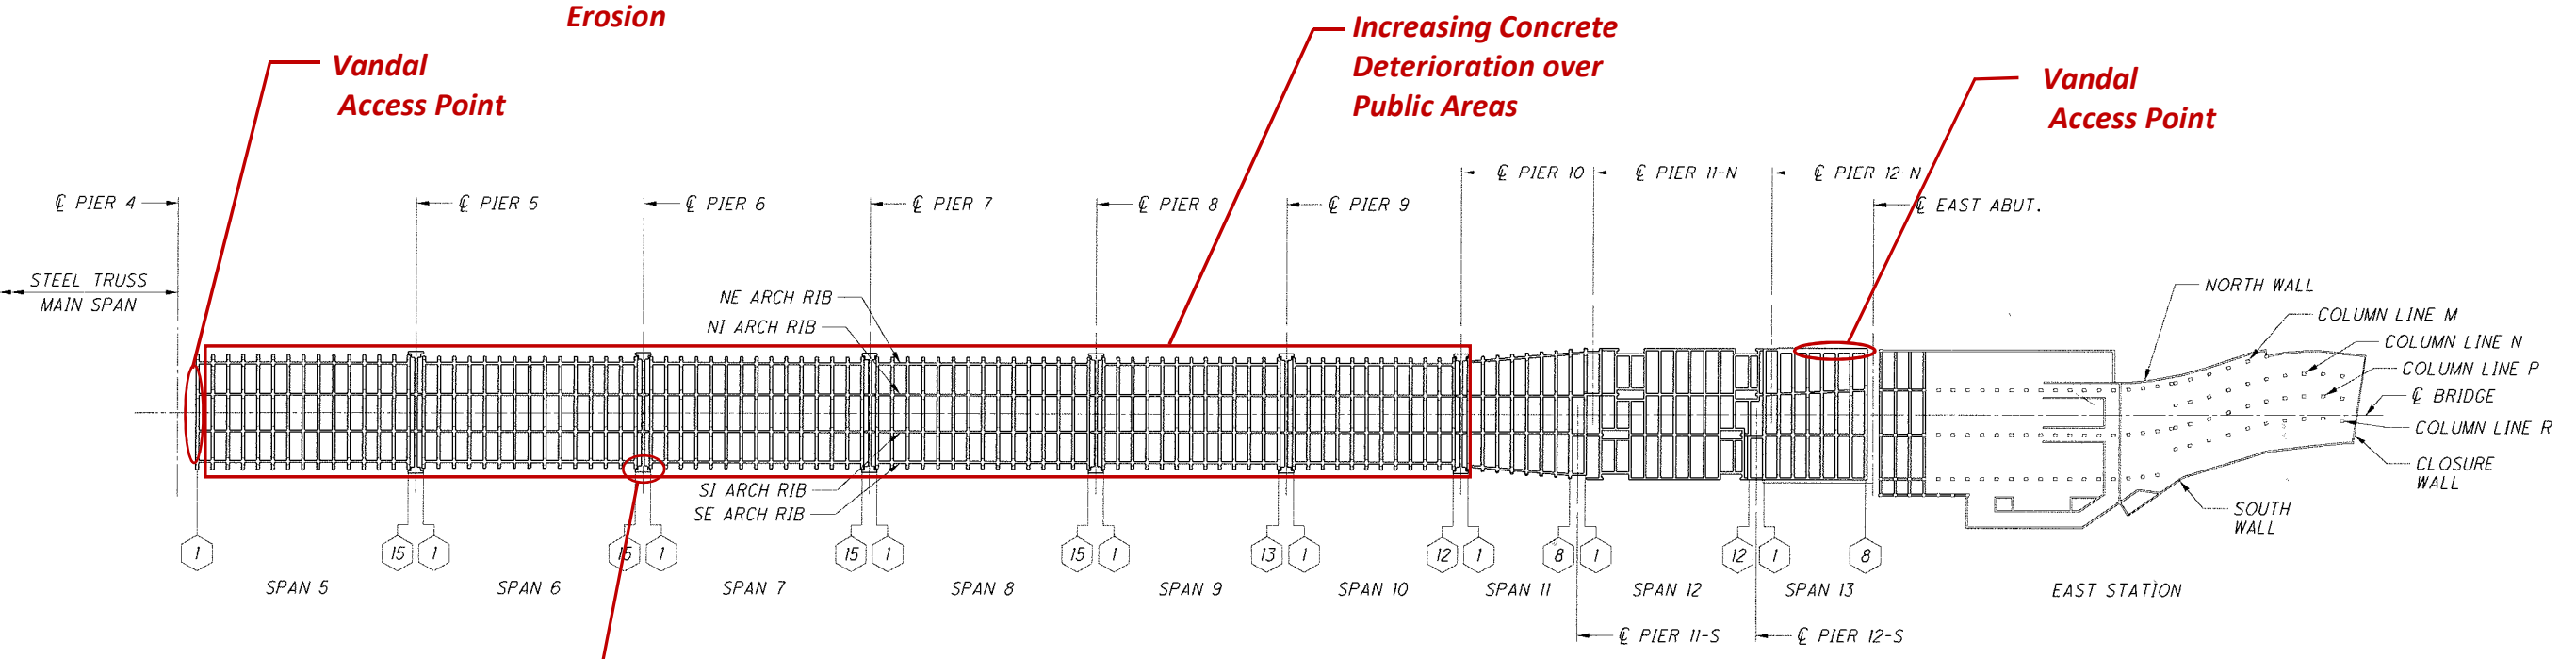 Erosion
Vandal
Access Point
Increasing Concrete
Deterioration over
Public Areas
Vandal
Access Point
℄ PIER 10
℄ PIER 11-N
℄ PIER 12-N
℄ PIER 4
℄ PIER 5
℄ PIER 6
℄ PIER 7
℄ PIER 8
℄ PIER 9
℄ EAST ABUT.
STEEL TRUSS
MAIN SPAN
NE ARCH RIB
NI ARCH RIB
NORTH WALL
COLUMN LINE M
COLUMN LINE N
COLUMN LINE P
℄ BRIDGE
COLUMN LINE R
CLOSURE
WALL
SOUTH
WALL
SI ARCH RIB
SE ARCH RIB
1 15 1 15 1 15 1 15 1 13 1 12 1 8 1 12 1 8
SPAN 5 SPAN 6 SPAN 7 SPAN 8 SPAN 9 SPAN 10 SPAN 11 SPAN 12 SPAN 13 EAST STATION
℄ PIER 11-S
℄ PIER 12-S